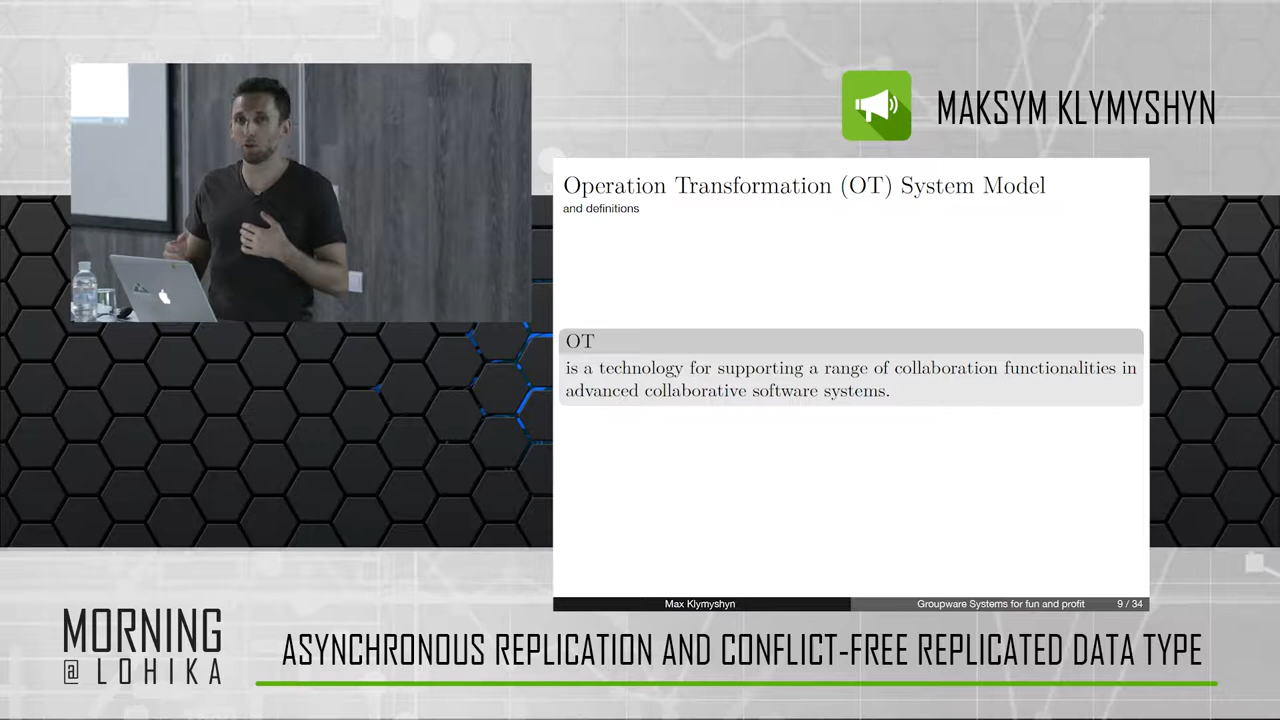 MAKSYM KLYMYSHYN
Operation Transformation (OT) System Model
and definitions
OT
is a technology for supporting a range of collaboration functionalities in
advanced collaborative software systems.
Max Klymyshyn
Groupware Systems for fun and profit 9 / 34
MORNING
@ LOHIKA
ASYNCHRONOUS REPLICATION AND CONFLICT-FREE REPLICATED DATA TYPE